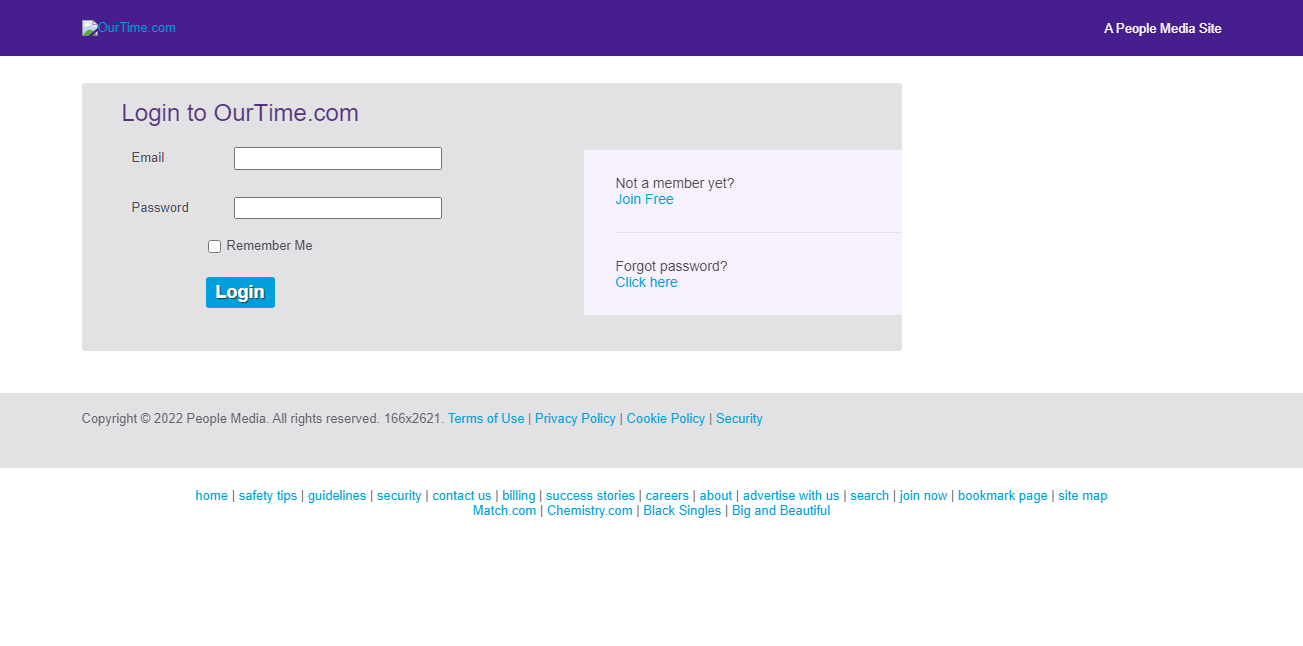 OurTime.com
A People Media Site
Login to OurTime.com
Email
Password
Remember Me
Login
Not a member yet?
Join Free
Forgot password?
Click here
Copyright © 2022 People Media. All rights reserved. 166x2621. Terms of Use | Privacy Policy | Cookie Policy | Security
home | safety tips | guidelines | security | contact us | billing | success stories | careers | about | advertise with us | search | join now | bookmark page | site map
Match.com | Chemistry.com | Black Singles | Big and Beautiful